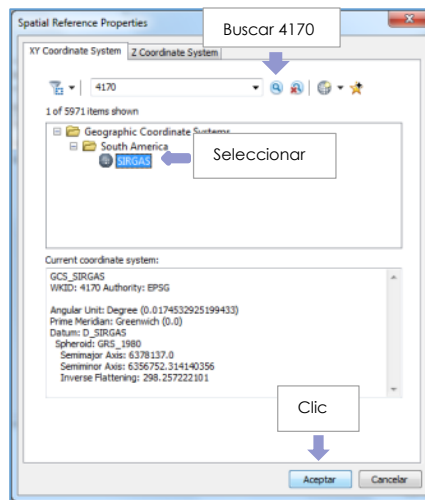 Spatial Reference Properties
Buscar 4170
XY Coordinate System
Z Coordinate System
4170
1 of 5971 items shown
Geographic Coordinate Systems
South America
Seleccionar
SIRGAS
Current coordinate system:
GCS_SIRGAS
WKID: 4170 Authority: EPSG
Angular Unit: Degree (0.0174532925199433)
Prime Meridian: Greenwich (0.0)
Datum: D_SIRGAS
Spheroid: GRS_1980
Semimajor Axis: 6378137.0
Semiminor Axis: 6356752.314140356
Inverse Flattening: 298.257222101
Clic
Aceptar
Cancelar